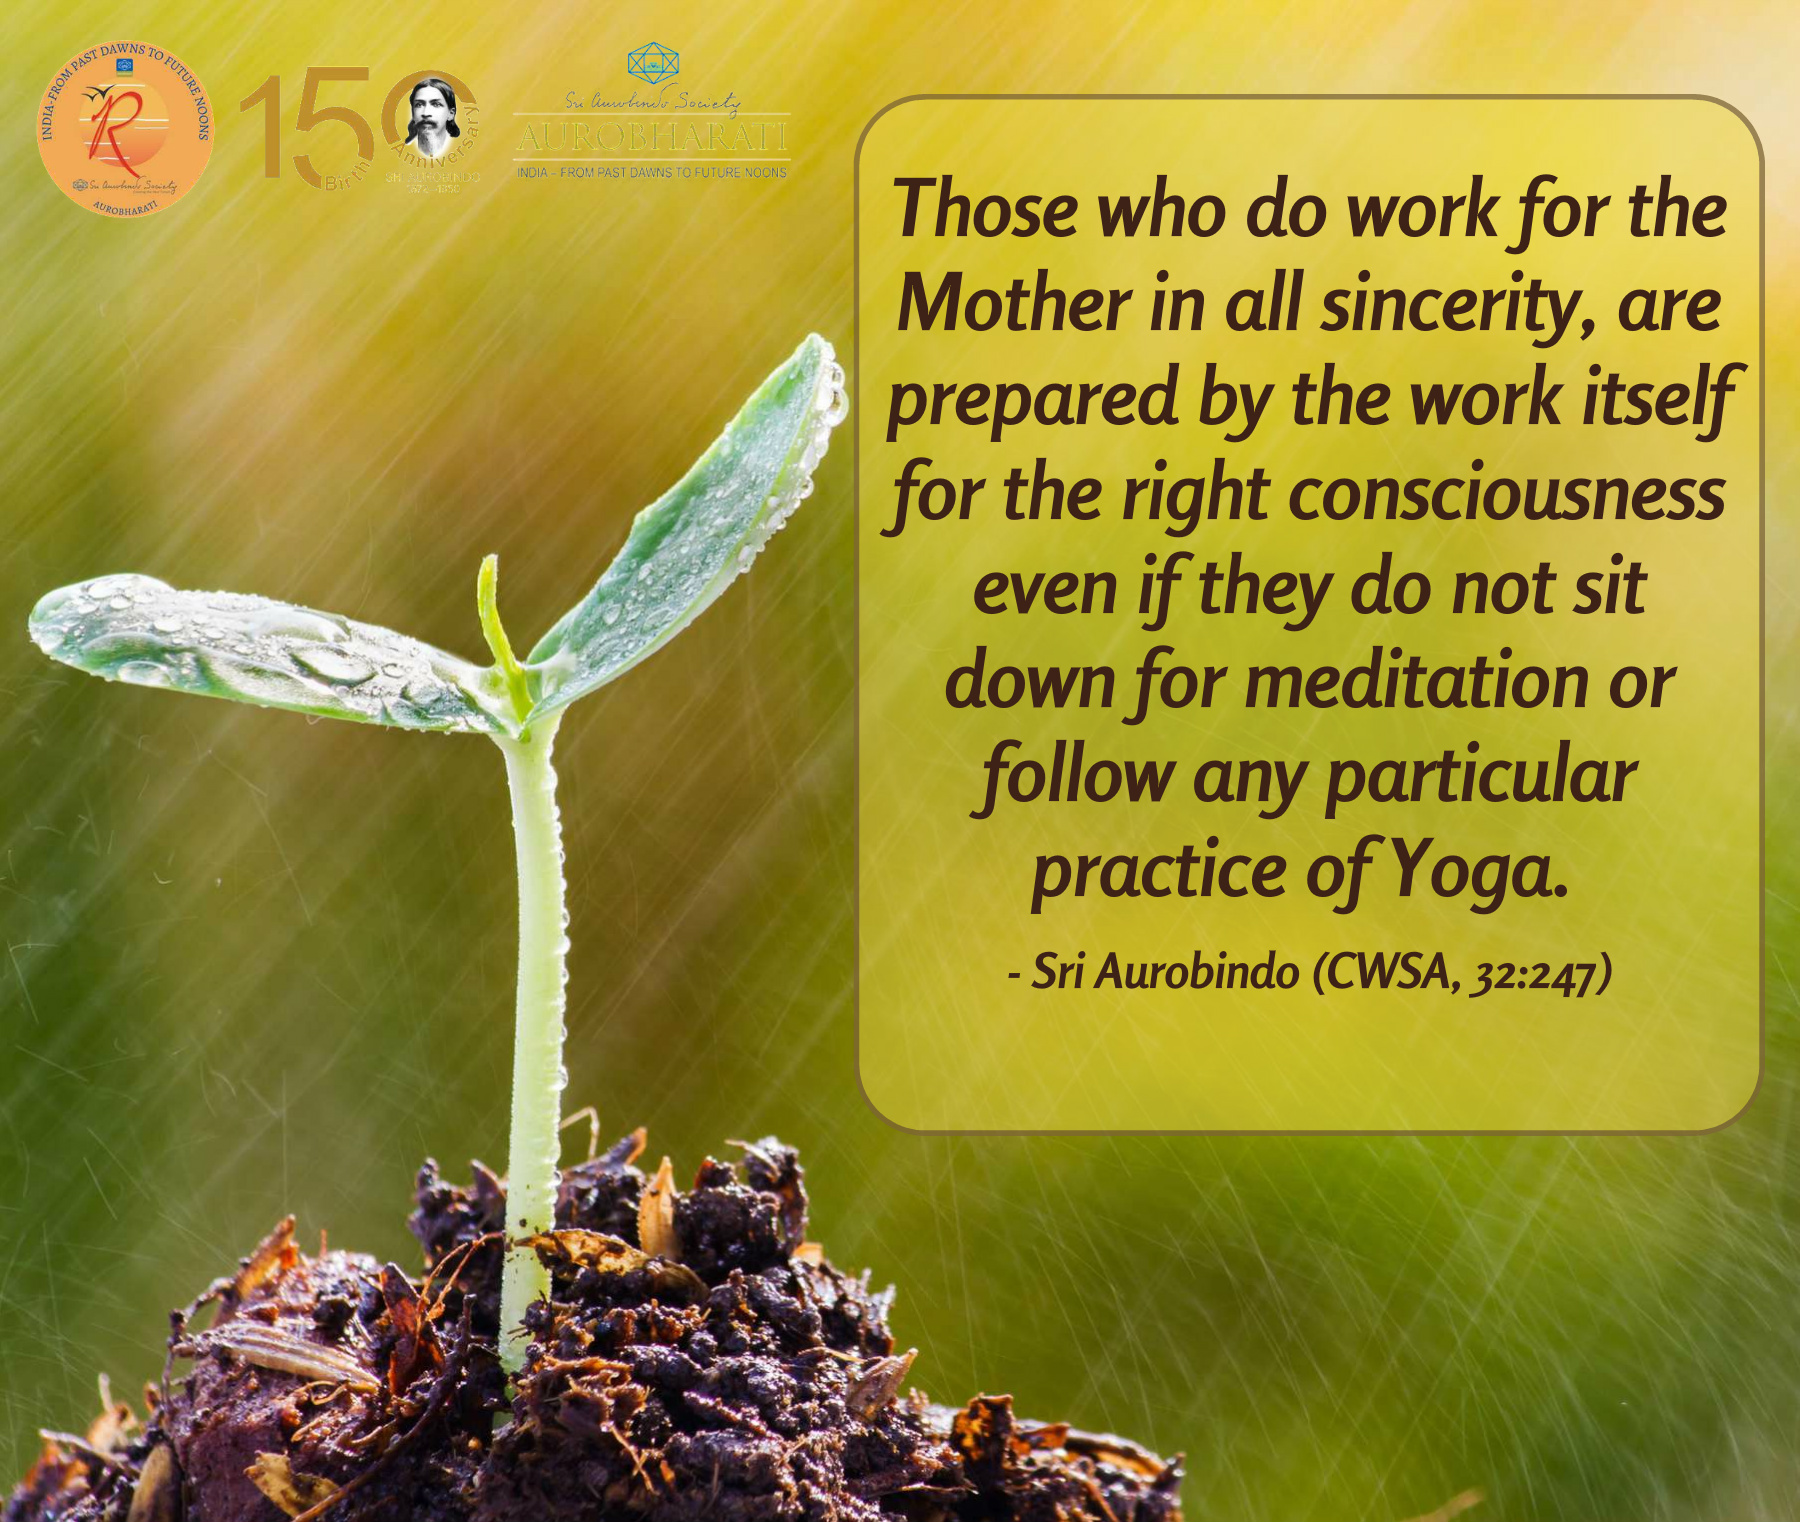 INDIA-FROM PAST DAWNS TO FUTURE NOONS
R
Sri Aurobindo Society
AUROBHARATI
150
Birth Anniversary
SRI AUROBINDO
1872-1950
Sri Aurobindo Society
AUROBHARATI
INDIA – FROM PAST DAWNS TO FUTURE NOONS
Those who do work for the
Mother in all sincerity, are
prepared by the work itself
for the right consciousness
even if they do not sit
down for meditation or
follow any particular
practice of Yoga.
- Sri Aurobindo (CWSA, 32:247)